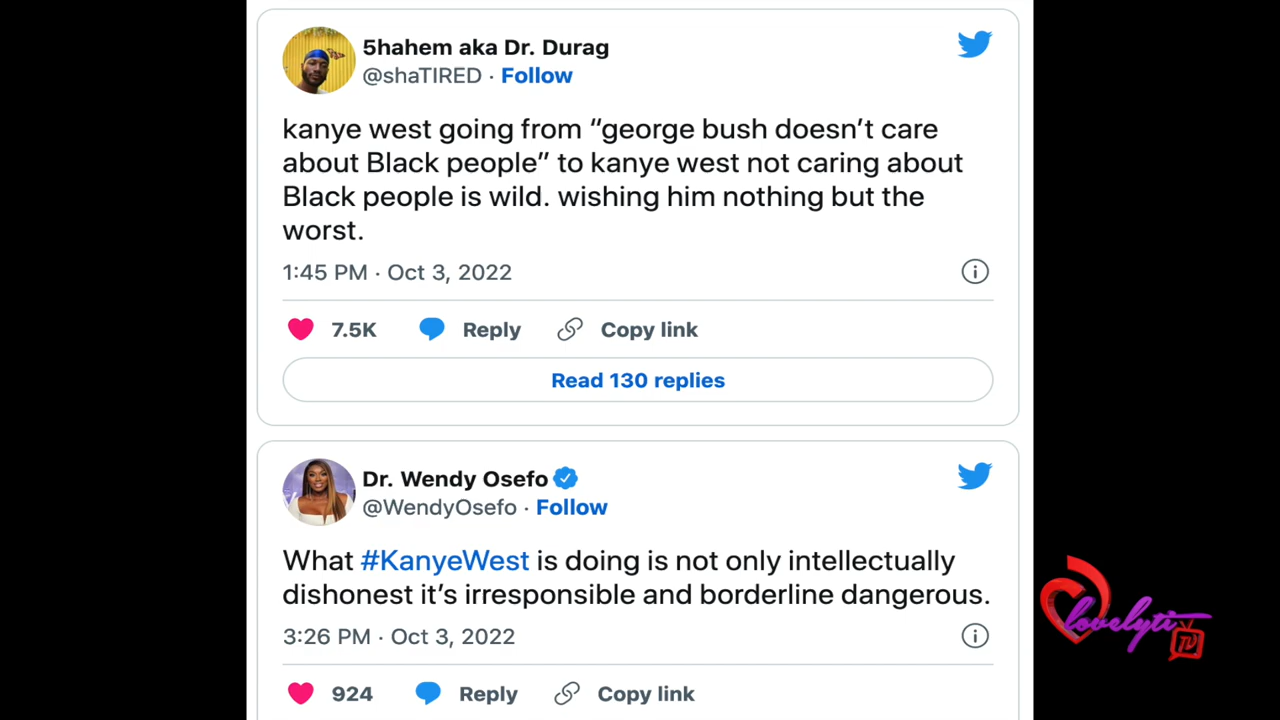 5hahem aka Dr. Durag
@shaTIRED · Follow
kanye west going from “george bush doesn’t care
about Black people” to kanye west not caring about
Black people is wild. wishing him nothing but the
worst.
1:45 PM · Oct 3, 2022
7.5K Reply Copy link
Read 130 replies
Dr. Wendy Osefo
@WendyOsefo · Follow
What #KanyeWest is doing is not only intellectually
dishonest it’s irresponsible and borderline dangerous.
3:26 PM · Oct 3, 2022
924 Reply Copy link
lovelyti
TV